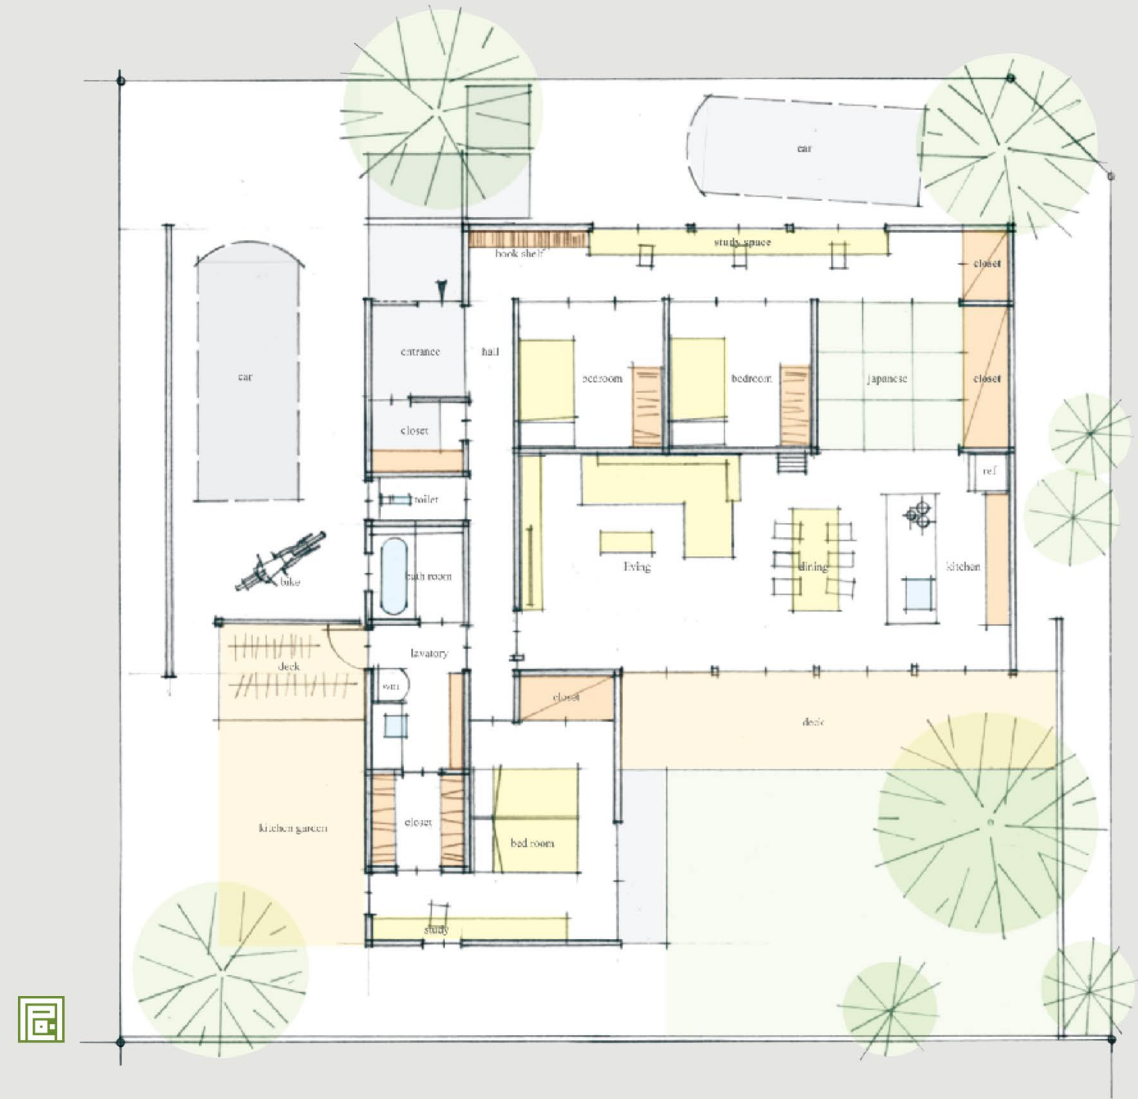 car
study space
book shelf
closet
car
entrance
hall
bedroom
bedroom
japanese
closet
closet
ref
toilet
living
dining
kitchen
bath room
bike
lavatory
deck
wm
closet
deck
closet
kitchen garden
bed room
study